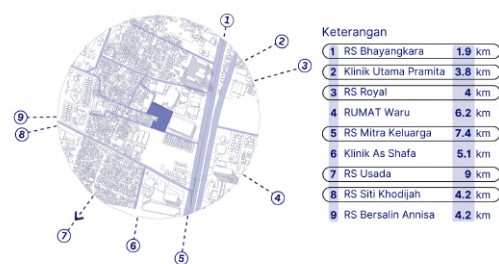 1
2
3
9
8
4
7
6
5
Keterangan
1 RS Bhayangkara 1.9 km
2 Klinik Utama Pramita 3.8 km
3 RS Royal 4 km
4 RUMAT Waru 6.2 km
5 RS Mitra Keluarga 7.4 km
6 Klinik As Shafa 5.1 km
7 RS Usada 9 km
8 RS Siti Khodijah 4.2 km
9 RS Bersalin Annisa 4.2 km